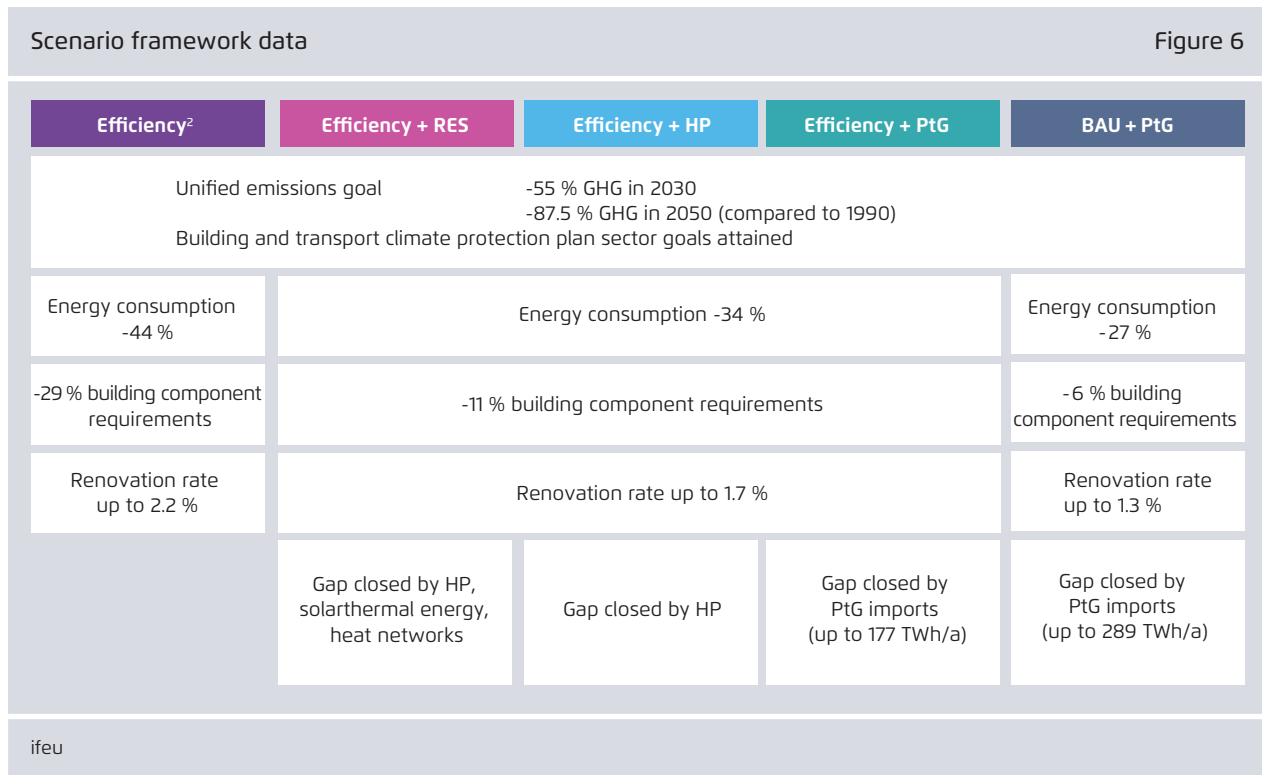 Scenario framework data
Figure 6
Efficiency²
Efficiency + RES
Efficiency + HP
Efficiency + PtG
BAU + PtG
Unified emissions goal
-55 % GHG in 2030
-87.5 % GHG in 2050 (compared to 1990)
Building and transport climate protection plan sector goals attained
Energy consumption
-44 %
Energy consumption -34 %
Energy consumption
-27 %
-29 % building component
requirements
-11 % building component requirements
-6 % building
component requirements
Renovation rate
up to 2.2 %
Renovation rate up to 1.7 %
Renovation rate
up to 1.3 %
Gap closed by HP,
solarthermal energy,
heat networks
Gap closed by HP
Gap closed by
PtG imports
(up to 177 TWh/a)
Gap closed by
PtG imports
(up to 289 TWh/a)
ifeu